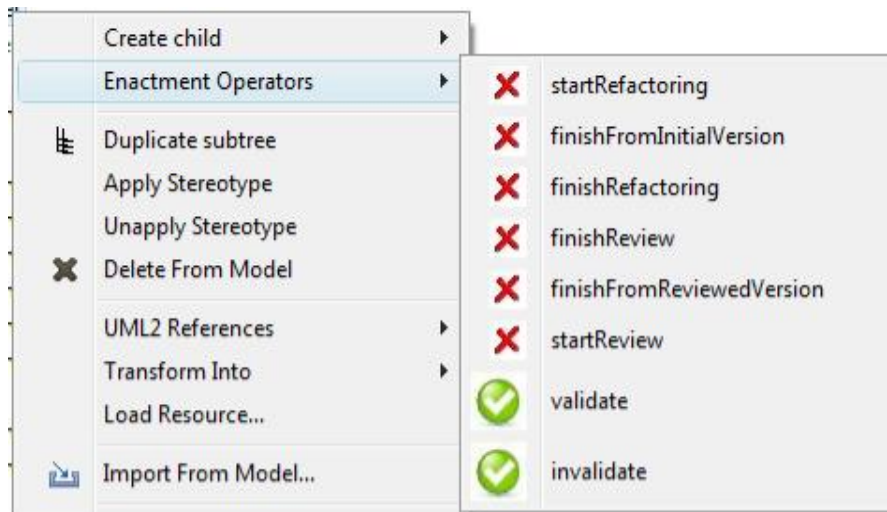 Create child
Enactment Operators
Duplicate subtree
Apply Stereotype
Unapply Stereotype
Delete From Model
UML2 References
Transform Into
Load Resource...
Import From Model...
startRefactoring
finishFromInitialVersion
finishRefactoring
finishReview
finishFromReviewedVersion
startReview
validate
invalidate